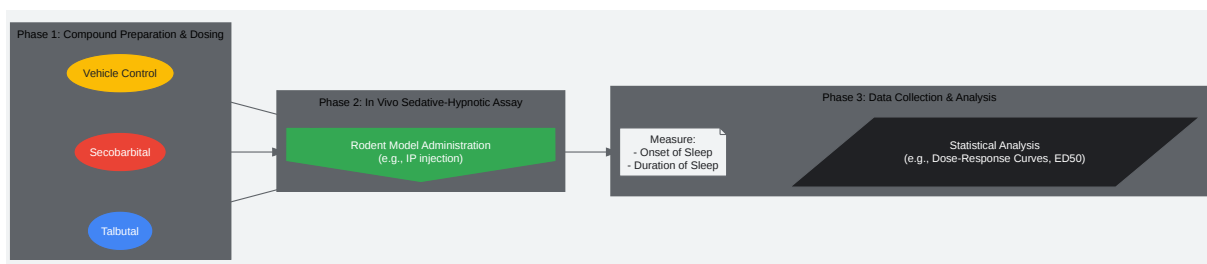 Phase 1: Compound Preparation & Dosing
Vehicle Control
Secobarbital
Talbutal
Phase 2: In Vivo Sedative-Hypnotic Assay
Rodent Model Administration
(e.g., IP injection)
Phase 3: Data Collection & Analysis
Measure:
- Onset of Sleep
- Duration of Sleep
Statistical Analysis
(e.g., Dose-Response Curves, ED50)